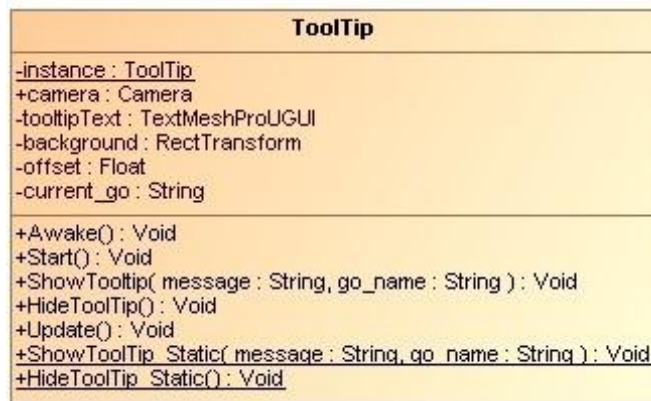 ToolTip
-instance : ToolTip
+camera : Camera
-tooltipText : TextMeshProUGUI
-background : RectTransform
-offset : Float
-current_go : String
+Awake() : Void
+Start() : Void
+ShowTooltip( message : String, go_name : String ) : Void
+HideToolTip() : Void
+Update() : Void
+ShowToolTip_Static( message : String, go_name : String ) : Void
+HideToolTip_Static() : Void